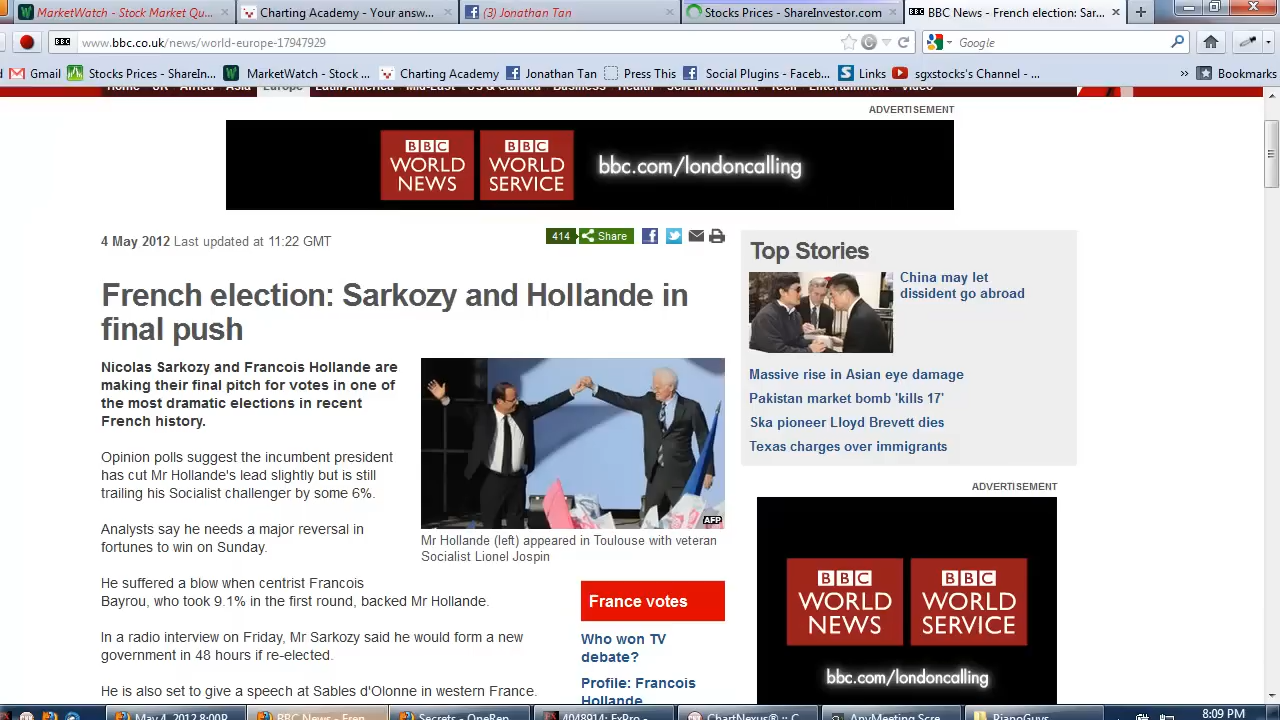 MarketWatch - Stock Market Qu...
Charting Academy - Your answ...
(3) Jonathan Tan
Stocks Prices - ShareInvestor.com
BBC News - French election: Sar...
BBC
www.bbc.co.uk/news/world-europe-17947929
Google
Gmail
Stocks Prices - ShareIn...
MarketWatch - Stock ...
Charting Academy
Jonathan Tan
Press This
Social Plugins - Faceb...
Links
sgxstocks's Channel - ...
Bookmarks
Home UK Africa Asia Europe Latin America Mid-East US & Canada Business Health Sci/Environment Tech Entertainment Video
ADVERTISEMENT
BBC
WORLD
NEWS
BBC
WORLD
SERVICE
bbc.com/londoncalling
4 May 2012 Last updated at 11:22 GMT
414 Share
French election: Sarkozy and Hollande in
final push
Nicolas Sarkozy and Francois Hollande are
making their final pitch for votes in one of
the most dramatic elections in recent
French history.
Opinion polls suggest the incumbent president
has cut Mr Hollande's lead slightly but is still
trailing his Socialist challenger by some 6%.
Analysts say he needs a major reversal in
fortunes to win on Sunday.
He suffered a blow when centrist Francois
Bayrou, who took 9.1% in the first round, backed Mr Hollande.
In a radio interview on Friday, Mr Sarkozy said he would form a new
government in 48 hours if re-elected.
He is also set to give a speech at Sables d'Olonne in western France.
AFP
Mr Hollande (left) appeared in Toulouse with veteran
Socialist Lionel Jospin
France votes
Who won TV
debate?
Profile: Francois
Hollande
Top Stories
China may let
dissident go abroad
Massive rise in Asian eye damage
Pakistan market bomb 'kills 17'
Ska pioneer Lloyd Brevett dies
Texas charges over immigrants
ADVERTISEMENT
BBC
WORLD
NEWS
BBC
WORLD
SERVICE
bbc.com/londoncalling
May 4, 2012 8:00P...
BBC News - Fren...
Secrets - OneRep...
4048914: FxPro - ...
ChartNexus® :: C...
AnyMeeting Scre...
PianoGuys
8:09 PM